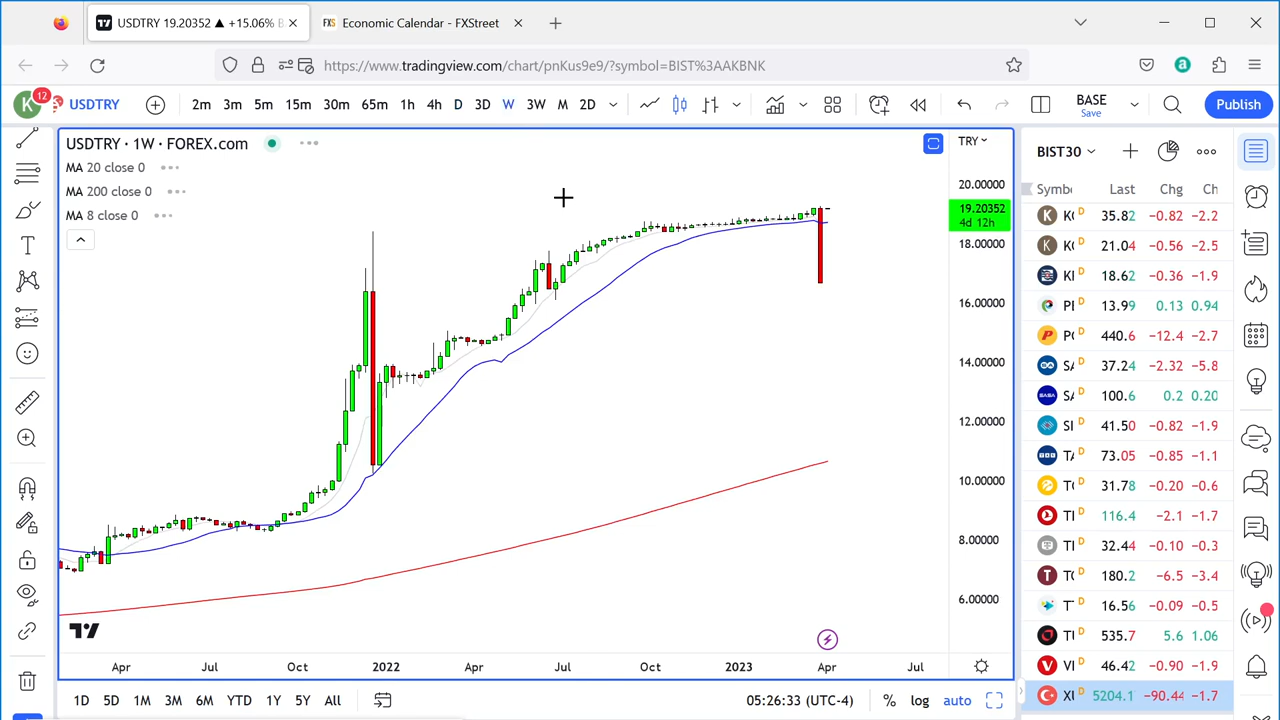 USDTRY 19.20352 ▲ +15.06% B
Economic Calendar - FXStreet
https://www.tradingview.com/chart/pnKus9e9/?symbol=BIST%3AAKBNK
K 12 USDTRY 2m 3m 5m 15m 30m 65m 1h 4h D 3D W 3W M 2D BASE Save Publish
USDTRY · 1W · FOREX.com
TRY
BIST30
MA 20 close 0
MA 200 close 0
MA 8 close 0
Symb Last Chg Ch
20.00000
19.20352
4d 12h
18.00000
16.00000
14.00000
12.00000
10.00000
8.00000
6.00000
K 35.82 -0.82 -2.2
K 21.04 -0.56 -2.5
KI 18.62 -0.36 -1.9
PI 13.99 0.13 0.94
440.6 -12.4 -2.7
SA 37.24 -2.32 -5.8
SA 100.6 0.2 0.20
SI 41.50 -0.82 -1.9
TA 73.05 -0.85 -1.1
31.78 -0.20 -0.6
116.4 -2.1 -1.7
32.44 -0.10 -0.3
180.2 -6.5 -3.4
16.56 -0.09 -0.5
535.7 5.6 1.06
46.42 -0.90 -1.9
5204.1 -90.44 -1.7
Apr Jul Oct 2022 Apr Jul Oct 2023 Apr Jul
1D 5D 1M 3M 6M YTD 1Y 5Y All 05:26:33 (UTC-4) % log auto